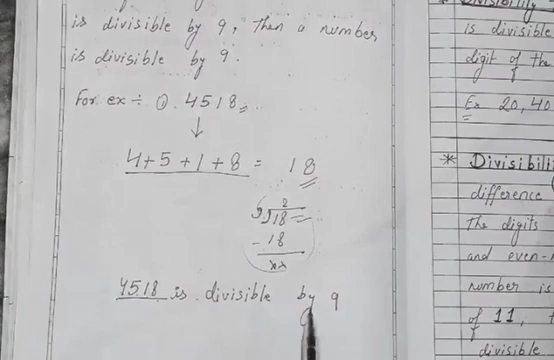 is divisible by 9, Then a number
is divisible by 9.
For ex ÷ ①. 4518
↓
4+5+1+8 = 18
2
9)18
-18
xx
4518 is divisible by 9
* Divisibility
is divisible
digit of the
Ex 20, 40
* Divisibili
difference
The digits
and even-n
number is
of 11, t
divisible